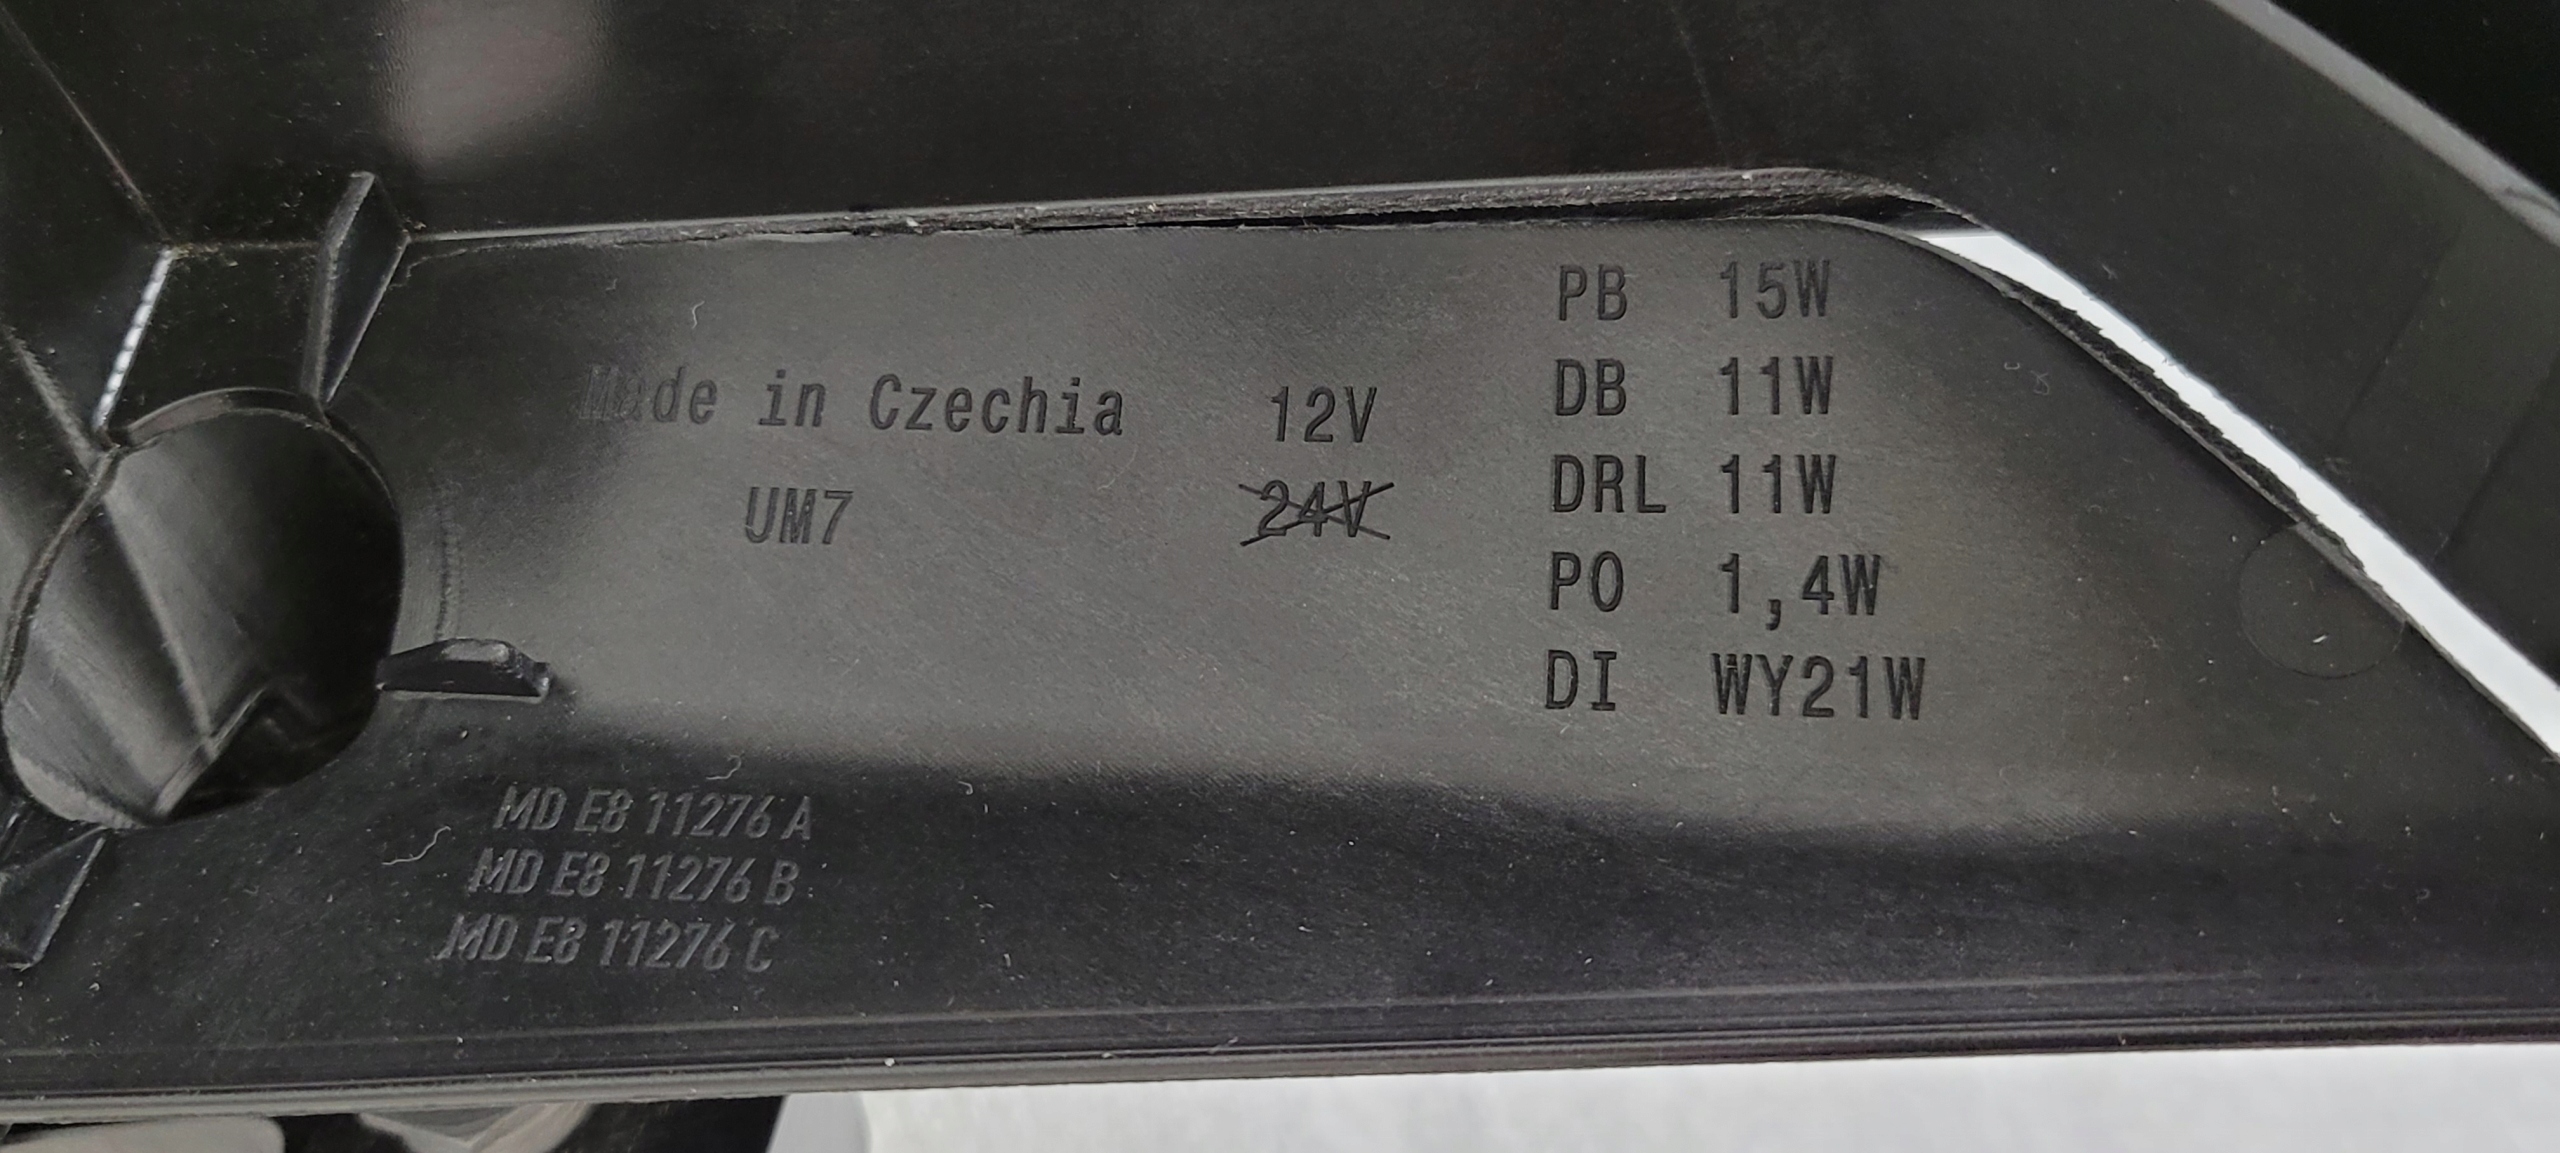 Made in Czechia
UM7
12V
24V
PB 15W
DB 11W
DRL 11W
PO 1,4W
DI WY21W
MD E8 11276 A
MD E8 11276 B
MD E8 11276 C